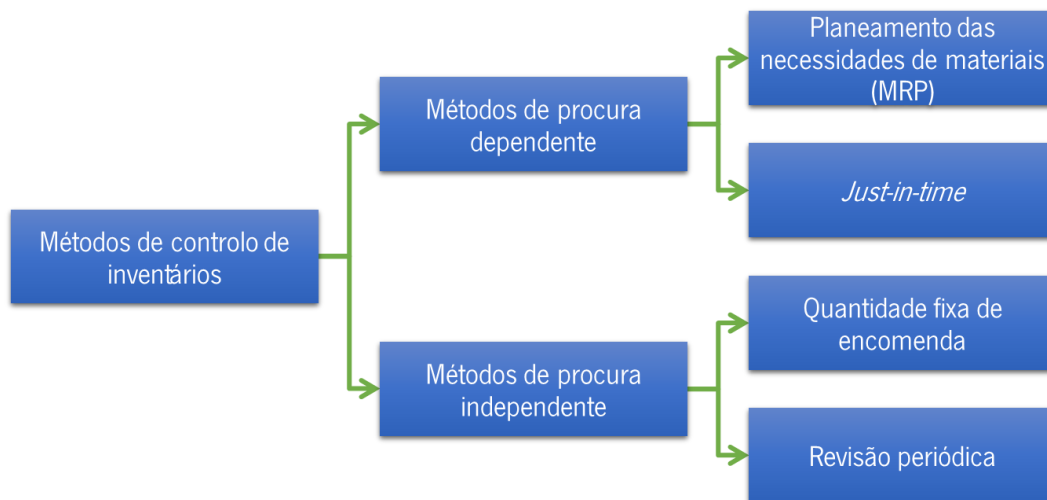 Métodos de controlo de
inventários
Métodos de procura
dependente
Planeamento das
necessidades de materiais
(MRP)
Just-in-time
Métodos de procura
independente
Quantidade fixa de
encomenda
Revisão periódica